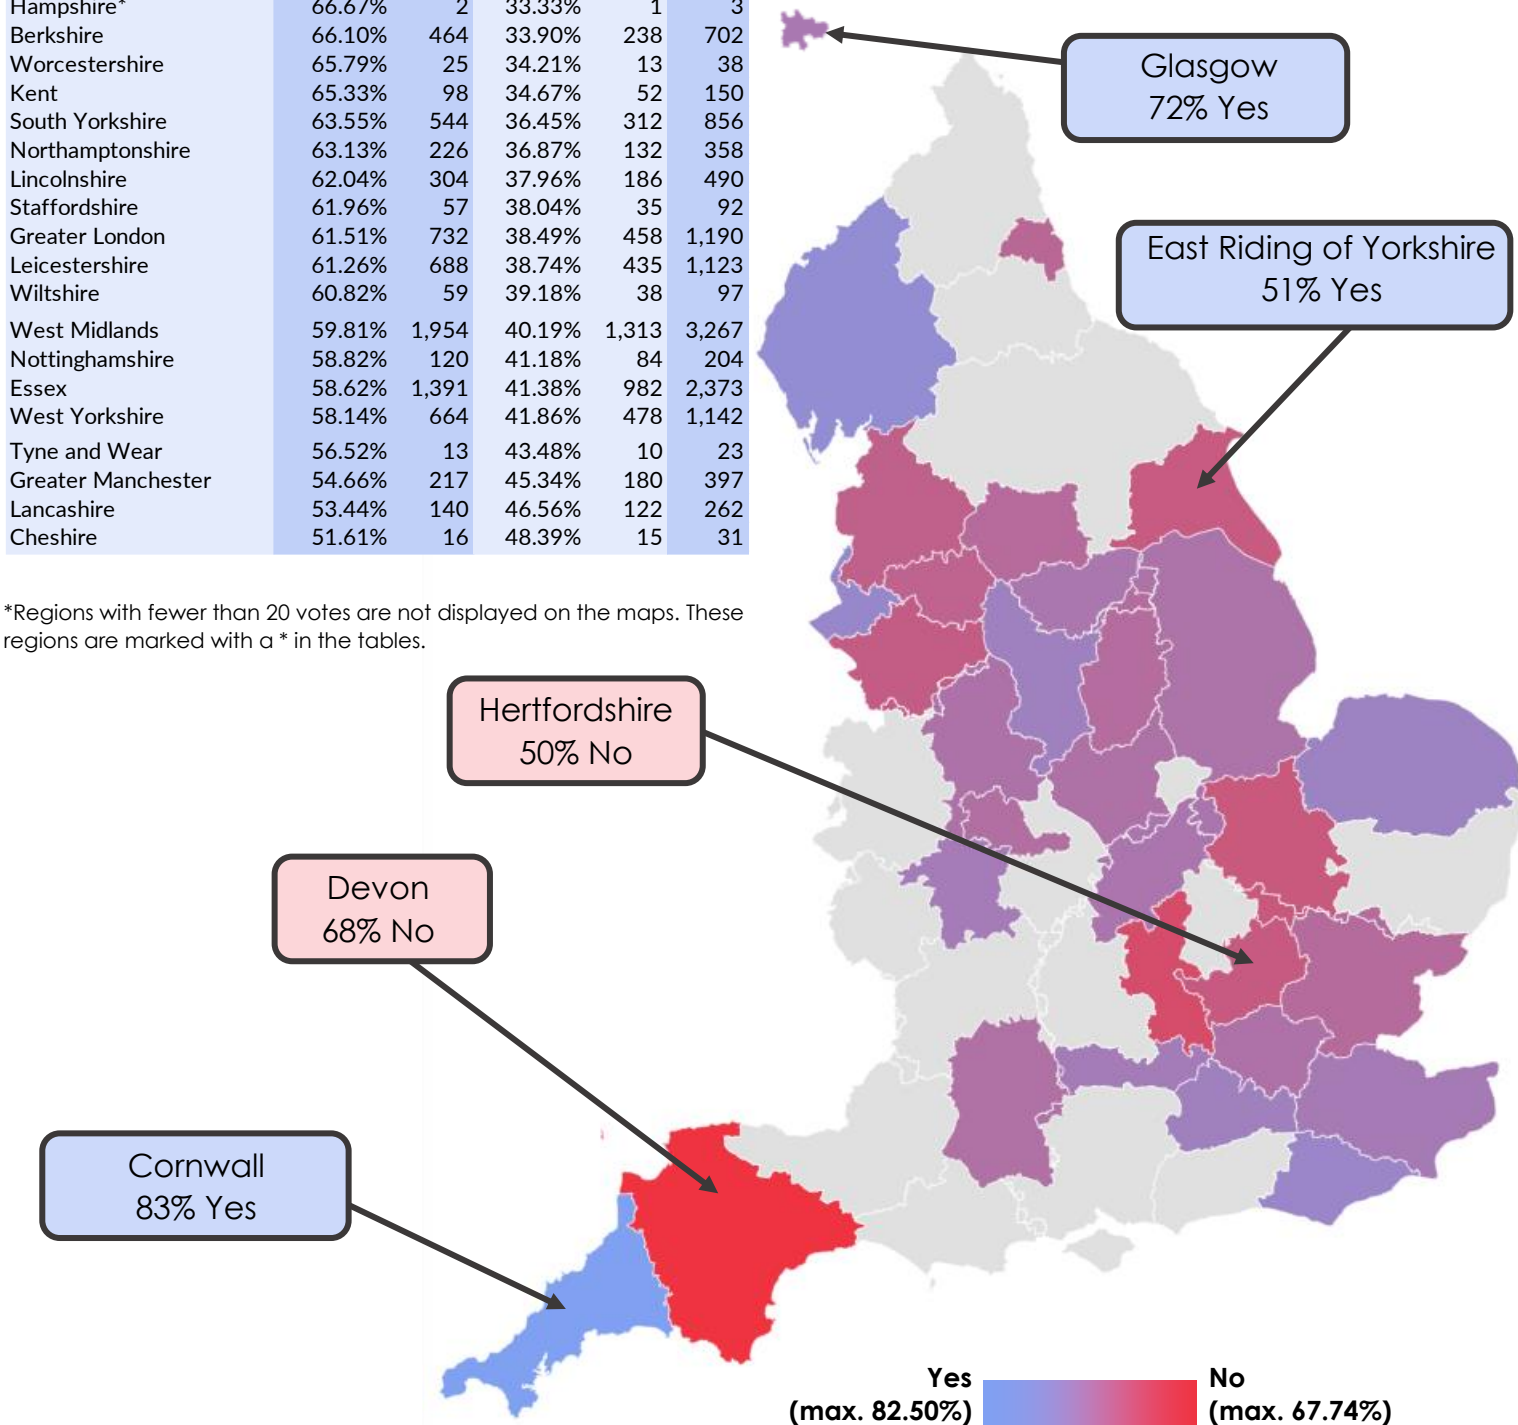 Hampshire* 66.67% 2 33.33% 1 3
Berkshire 66.10% 464 33.90% 238 702
Worcestershire 65.79% 25 34.21% 13 38
Kent 65.33% 98 34.67% 52 150
South Yorkshire 63.55% 544 36.45% 312 856
Northamptonshire 63.13% 226 36.87% 132 358
Lincolnshire 62.04% 304 37.96% 186 490
Staffordshire 61.96% 57 38.04% 35 92
Greater London 61.51% 732 38.49% 458 1,190
Leicestershire 61.26% 688 38.74% 435 1,123
Wiltshire 60.82% 59 39.18% 38 97
West Midlands 59.81% 1,954 40.19% 1,313 3,267
Nottinghamshire 58.82% 120 41.18% 84 204
Essex 58.62% 1,391 41.38% 982 2,373
West Yorkshire 58.14% 664 41.86% 478 1,142
Tyne and Wear 56.52% 13 43.48% 10 23
Greater Manchester 54.66% 217 45.34% 180 397
Lancashire 53.44% 140 46.56% 122 262
Cheshire 51.61% 16 48.39% 15 31
*Regions with fewer than 20 votes are not displayed on the maps. These
regions are marked with a * in the tables.
Glasgow
72% Yes
East Riding of Yorkshire
51% Yes
Hertfordshire
50% No
Devon
68% No
Cornwall
83% Yes
Yes
(max. 82.50%)
No
(max. 67.74%)